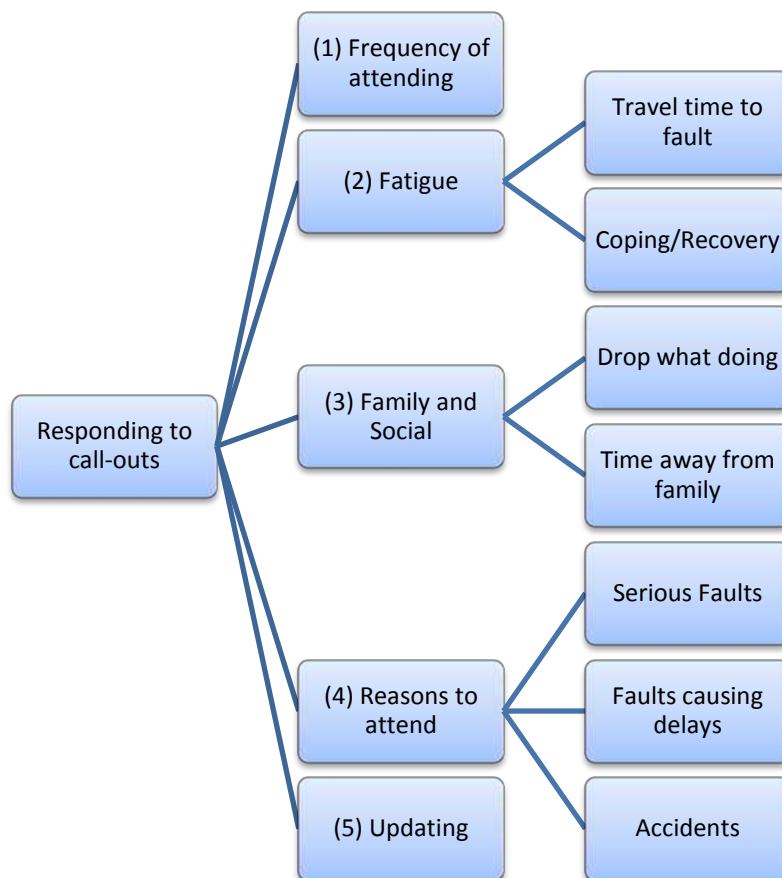 Responding to
call-outs
(1) Frequency of
attending
(2) Fatigue
Travel time to
fault
Coping/Recovery
(3) Family and
Social
Drop what doing
Time away from
family
(4) Reasons to
attend
Serious Faults
Faults causing
delays
Accidents
(5) Updating